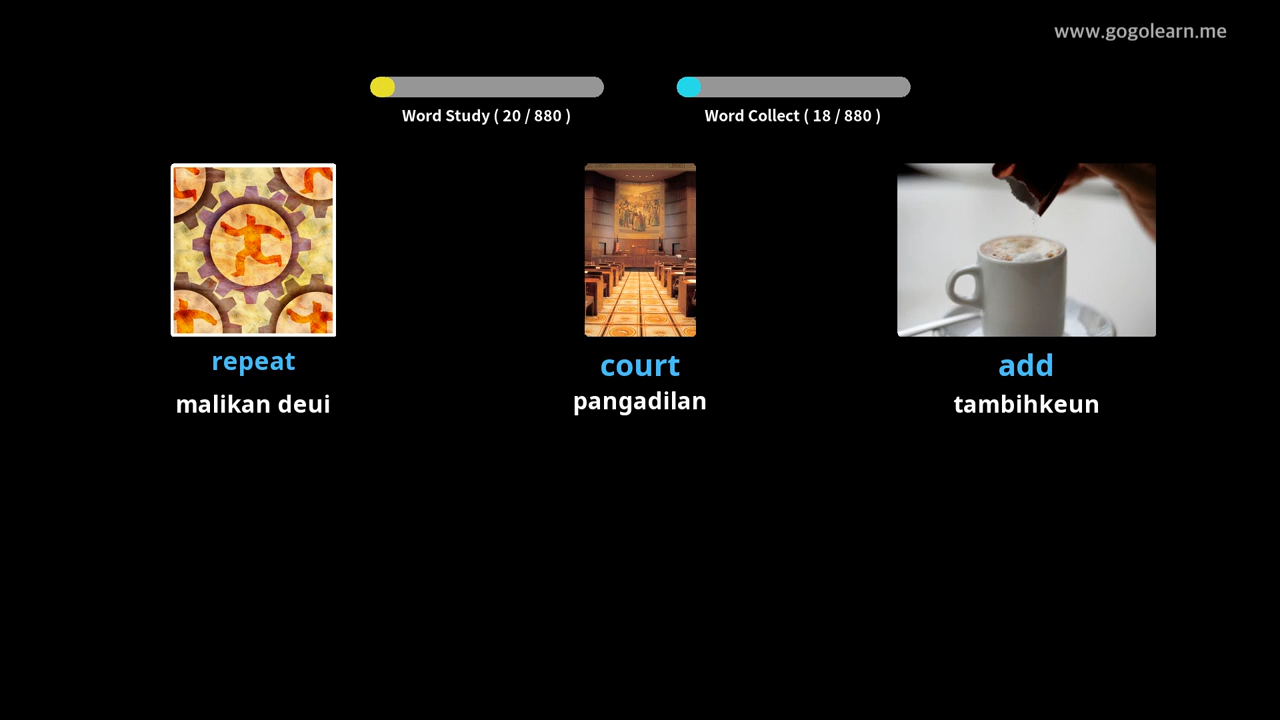 www.gogolearn.me
Word Study ( 20 / 880 )
Word Collect ( 18 / 880 )
repeat
malikan deui
court
pangadilan
add
tambihkeun